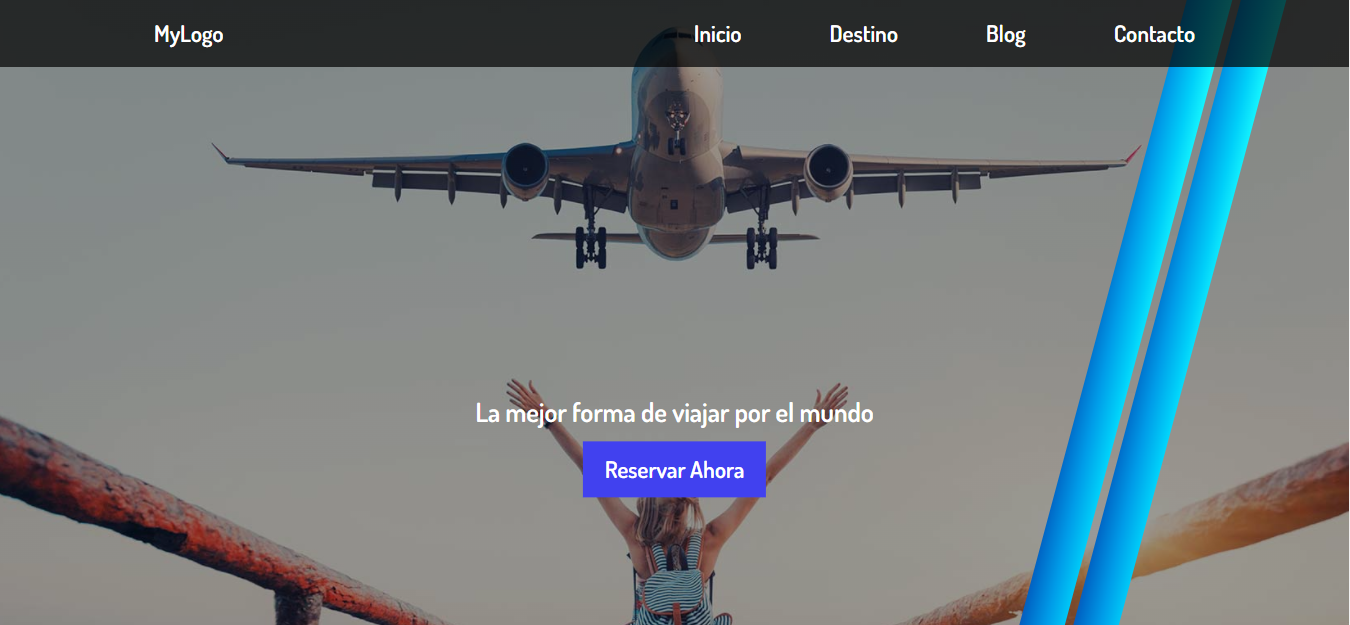 MyLogo Inicio Destino Blog Contacto
La mejor forma de viajar por el mundo
Reservar Ahora